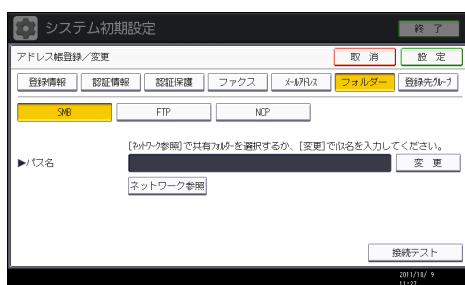 システム初期設定
終 了
アドレス帳登録／変更
取 消
設 定
登録情報
認証情報
認証保護
ファクス
メールアドレス
フォルダー
登録先グループ
SMB
FTP
NCP
[ネットワーク参照]で共有フォルダーを選択するか、[変更]でパス名を入力してください。
▶パス名
変 更
ネットワーク参照
接続テスト
2011/10/ 9
11:27